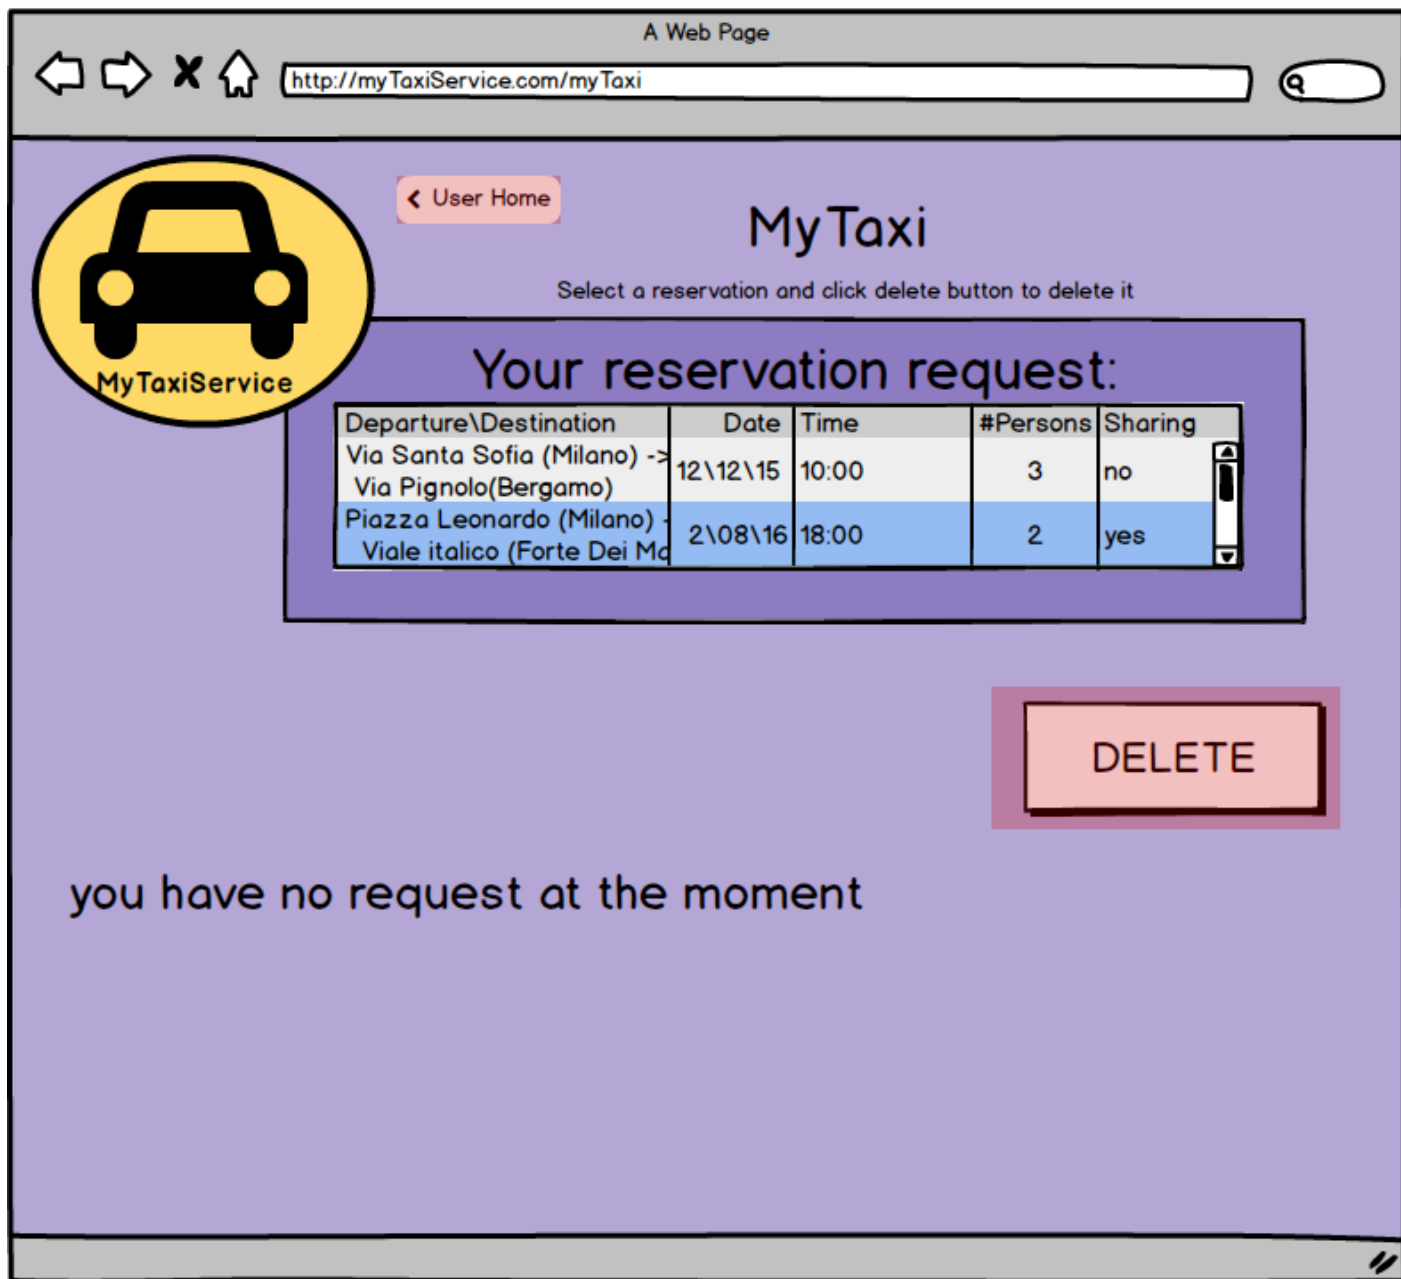 A Web Page
http://myTaxiService.com/myTaxi
User Home
MyTaxi
Select a reservation and click delete button to delete it
MyTaxiService
Your reservation request:
Departure\Destination Date Time #Persons Sharing
Via Santa Sofia (Milano) ->
Via Pignolo(Bergamo) 12\12\15 10:00 3 no
Piazza Leonardo (Milano) -
Viale italico (Forte Dei Ma 2\08\16 18:00 2 yes
DELETE
you have no request at the moment